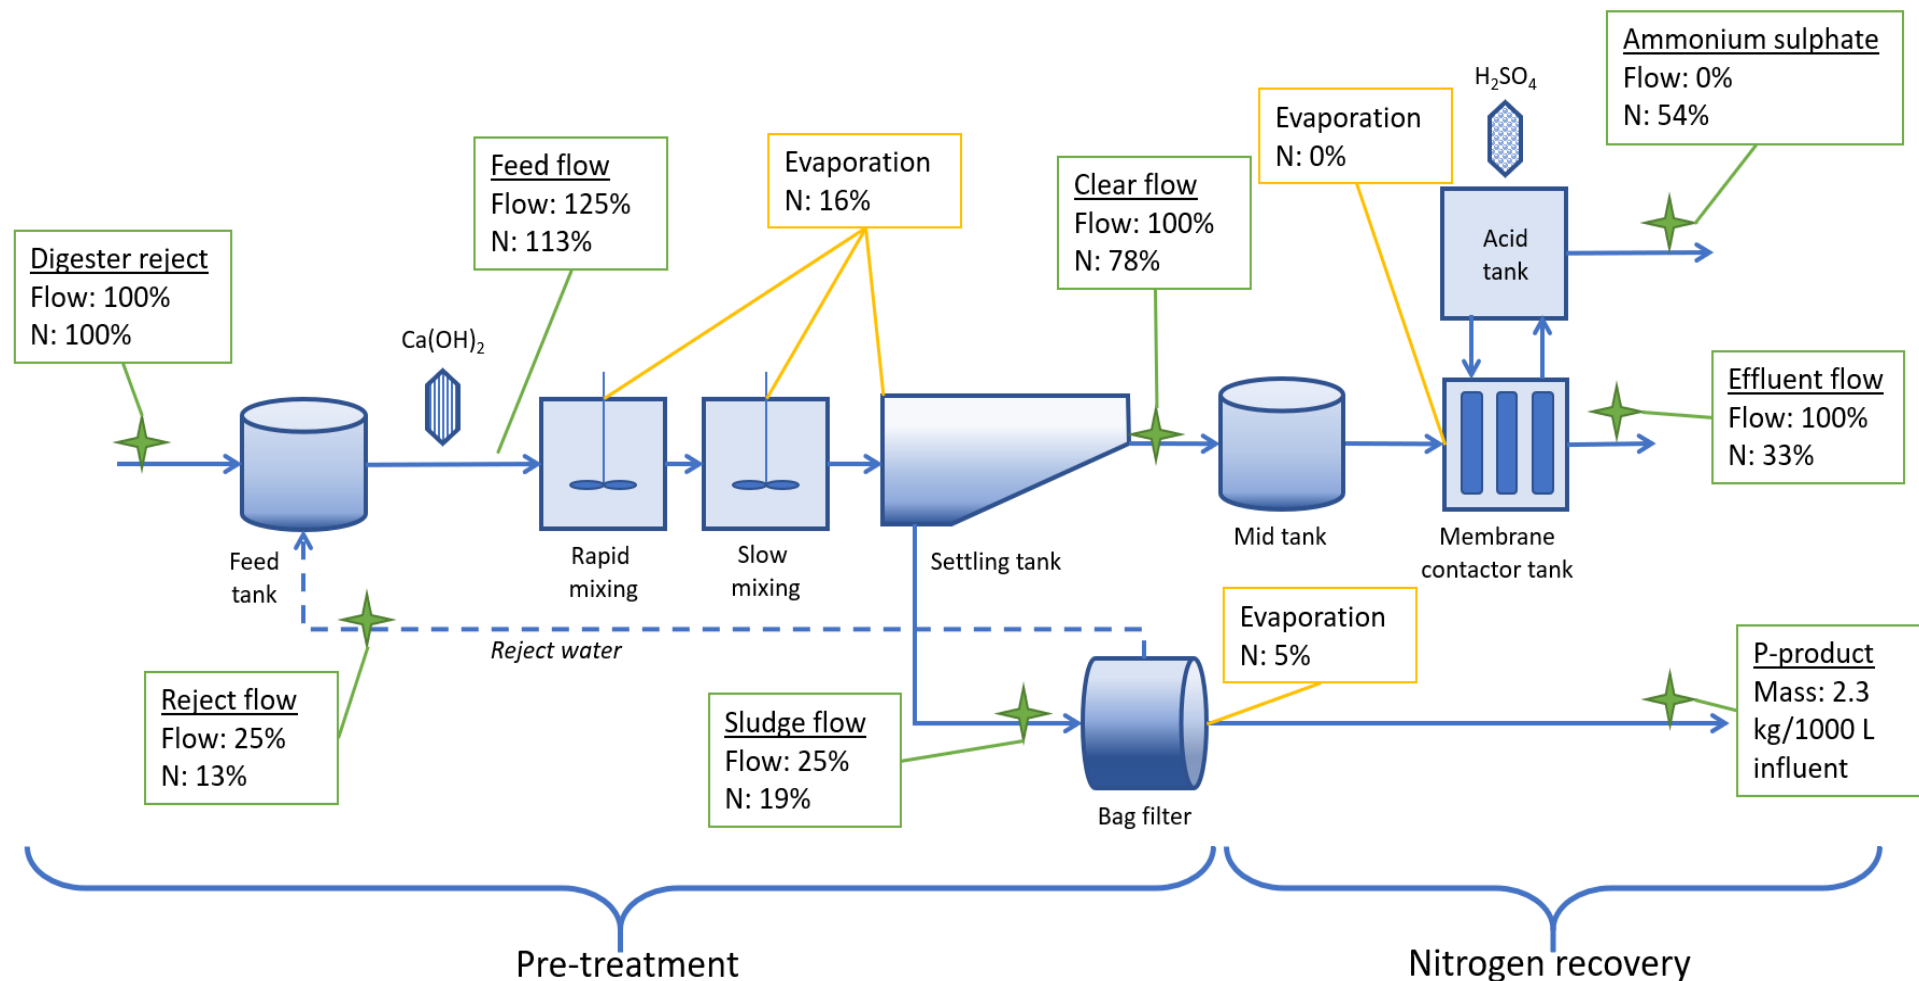 Ammonium sulphate
Flow: 0%
N: 54%
H₂SO₄
Evaporation
N: 0%
Feed flow
Flow: 125%
N: 113%
Evaporation
N: 16%
Clear flow
Flow: 100%
N: 78%
Acid
tank
Digester reject
Flow: 100%
N: 100%
Ca(OH)₂
Effluent flow
Flow: 100%
N: 33%
Feed
tank
Rapid
mixing
Slow
mixing
Settling tank
Mid tank
Membrane
contactor tank
Reject water
Evaporation
N: 5%
Reject flow
Flow: 25%
N: 13%
Sludge flow
Flow: 25%
N: 19%
Bag filter
P-product
Mass: 2.3
kg/1000 L
influent
Pre-treatment
Nitrogen recovery